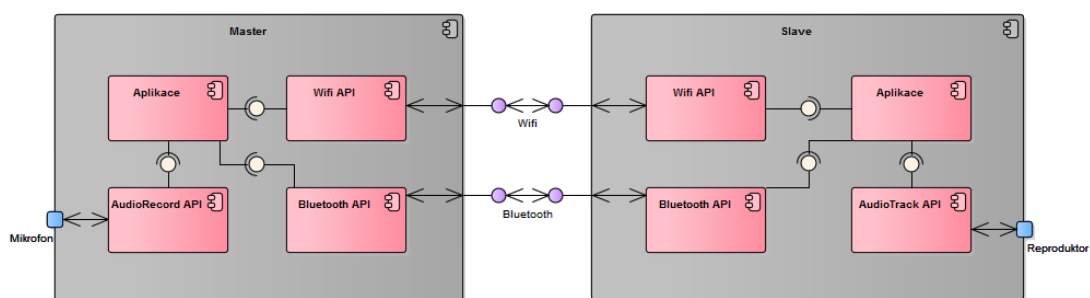 Master
Slave
Aplikace
Wifi API
Wifi API
Aplikace
Wifi
AudioRecord API
Bluetooth API
Bluetooth API
AudioTrack API
Bluetooth
Mikrofon
Reproduktor